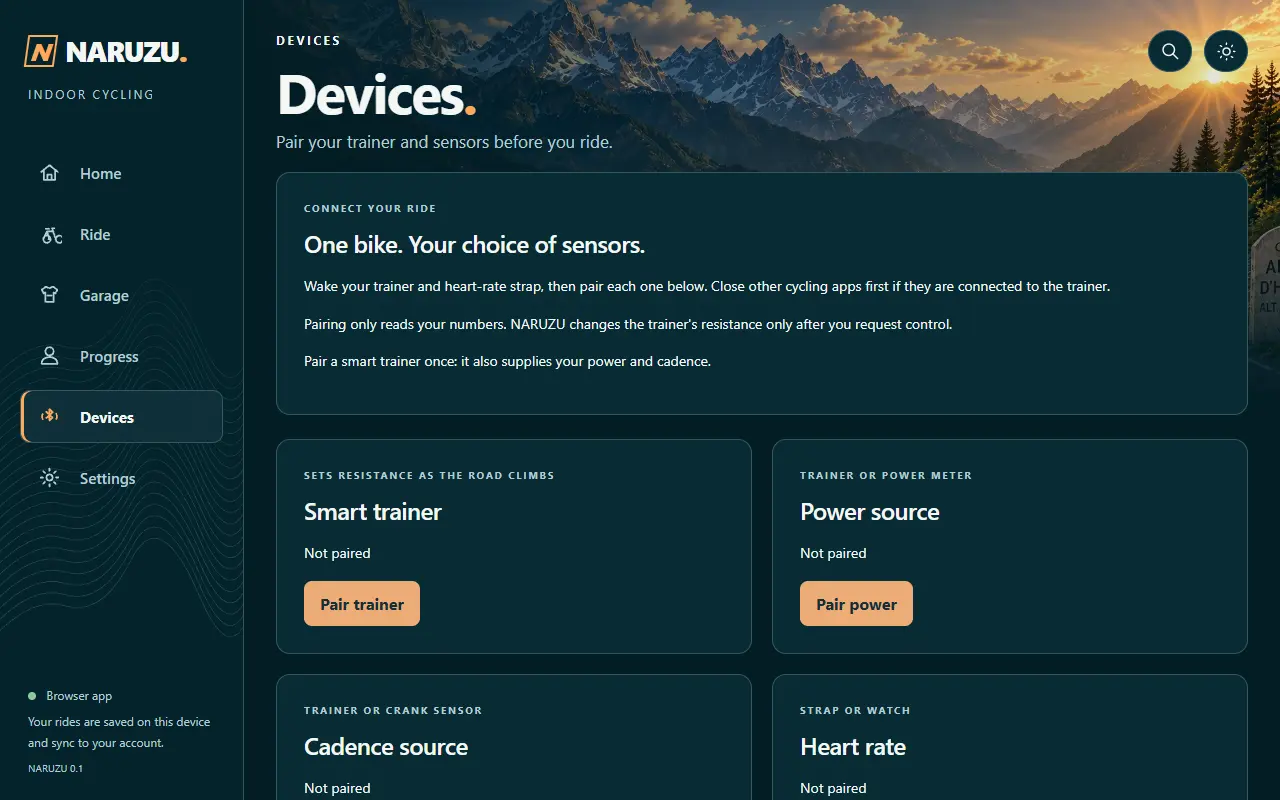 N NARUZU.
INDOOR CYCLING
Home
Ride
Garage
Progress
Devices
Settings
Browser app
Your rides are saved on this device
and sync to your account.
NARUZU 0.1
DEVICES
Devices.
Pair your trainer and sensors before you ride.
CONNECT YOUR RIDE
One bike. Your choice of sensors.
Wake your trainer and heart-rate strap, then pair each one below. Close other cycling apps first if they are connected to the trainer.
Pairing only reads your numbers. NARUZU changes the trainer's resistance only after you request control.
Pair a smart trainer once: it also supplies your power and cadence.
SETS RESISTANCE AS THE ROAD CLIMBS
Smart trainer
Not paired
Pair trainer
TRAINER OR POWER METER
Power source
Not paired
Pair power
TRAINER OR CRANK SENSOR
Cadence source
Not paired
STRAP OR WATCH
Heart rate
Not paired
D'H
ALT